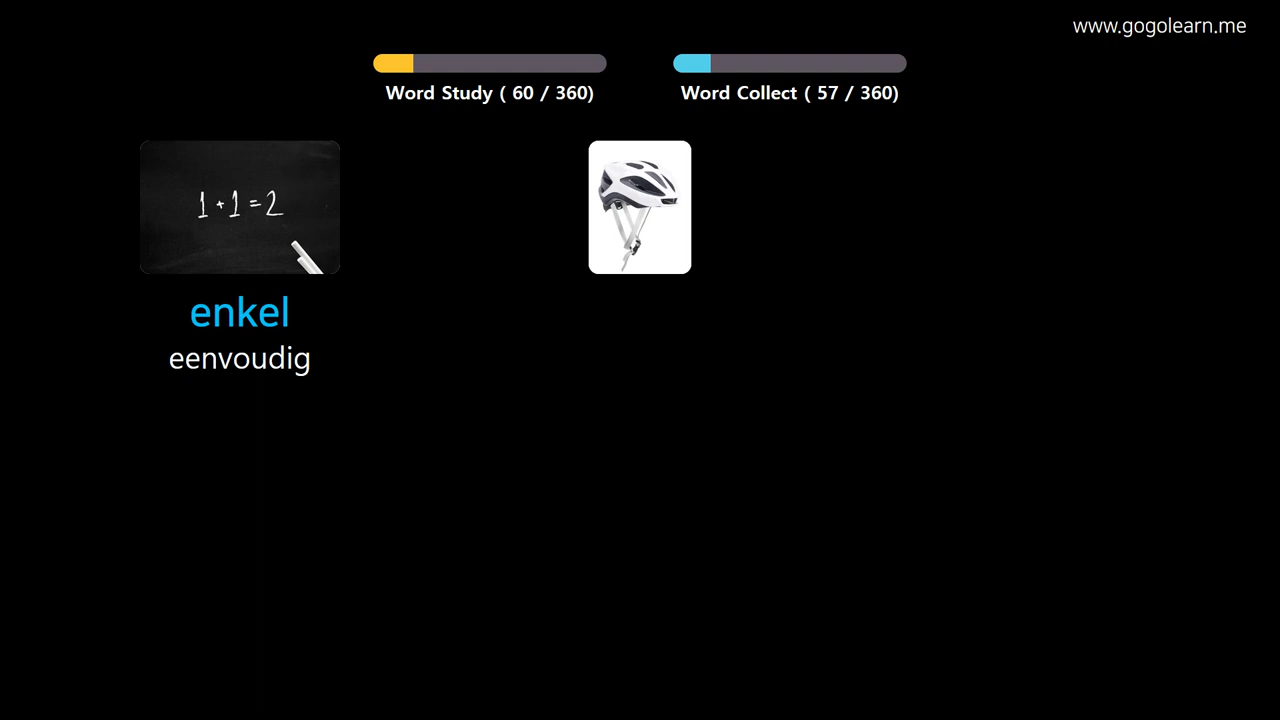 www.gogolearn.me
Word Study ( 60 / 360)
Word Collect ( 57 / 360)
1 + 1 = 2
enkel
eenvoudig